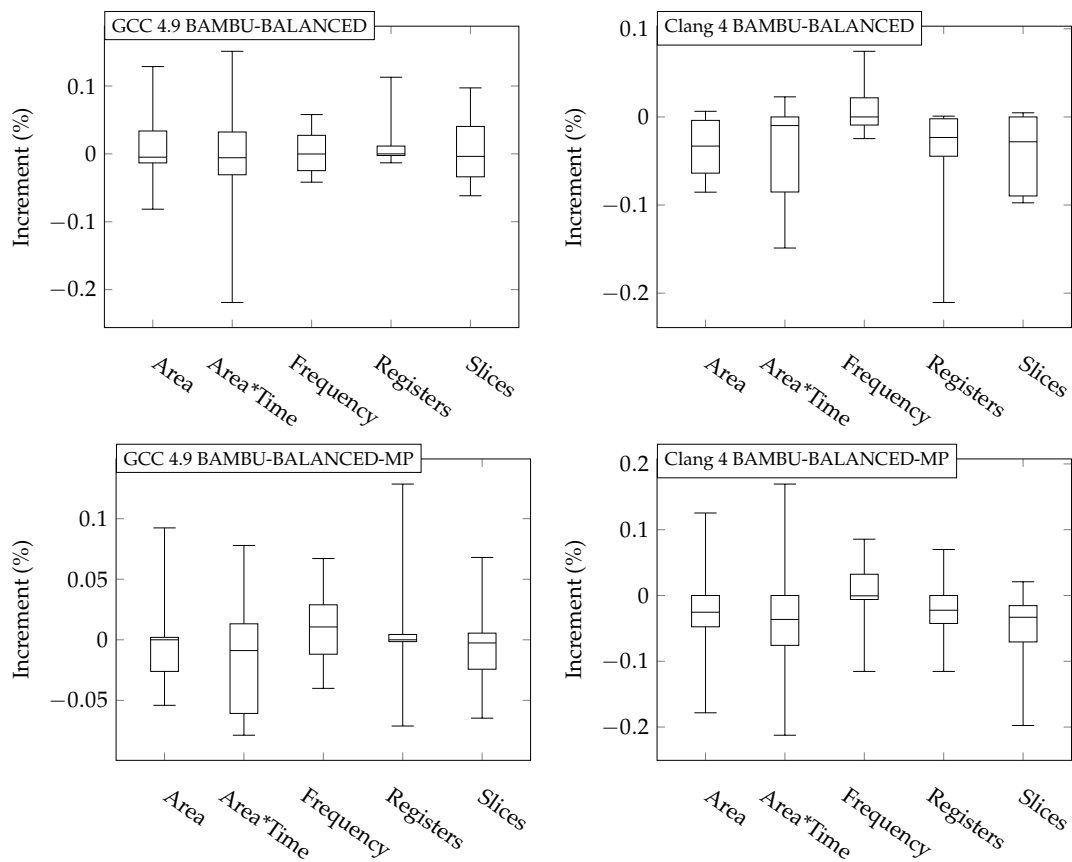 GCC 4.9 BAMBU-BALANCED
Increment (%)
0.1
0
−0.1
−0.2
Area
Area*Time
Frequency
Registers
Slices
Clang 4 BAMBU-BALANCED
Increment (%)
0.1
0
−0.1
−0.2
Area
Area*Time
Frequency
Registers
Slices
GCC 4.9 BAMBU-BALANCED-MP
Increment (%)
0.1
0.05
0
−0.05
Area
Area*Time
Frequency
Registers
Slices
Clang 4 BAMBU-BALANCED-MP
Increment (%)
0.2
0.1
0
−0.1
−0.2
Area
Area*Time
Frequency
Registers
Slices